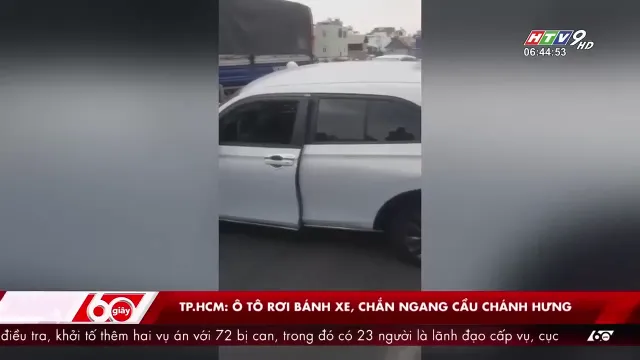 HTV9 HD
06:44:53
60 giây
TP.HCM: Ô TÔ RƠI BÁNH XE, CHẮN NGANG CẦU CHÁNH HƯNG
điều tra, khởi tố thêm hai vụ án với 72 bị can, trong đó có 23 người là lãnh đạo cấp vụ, cục
60